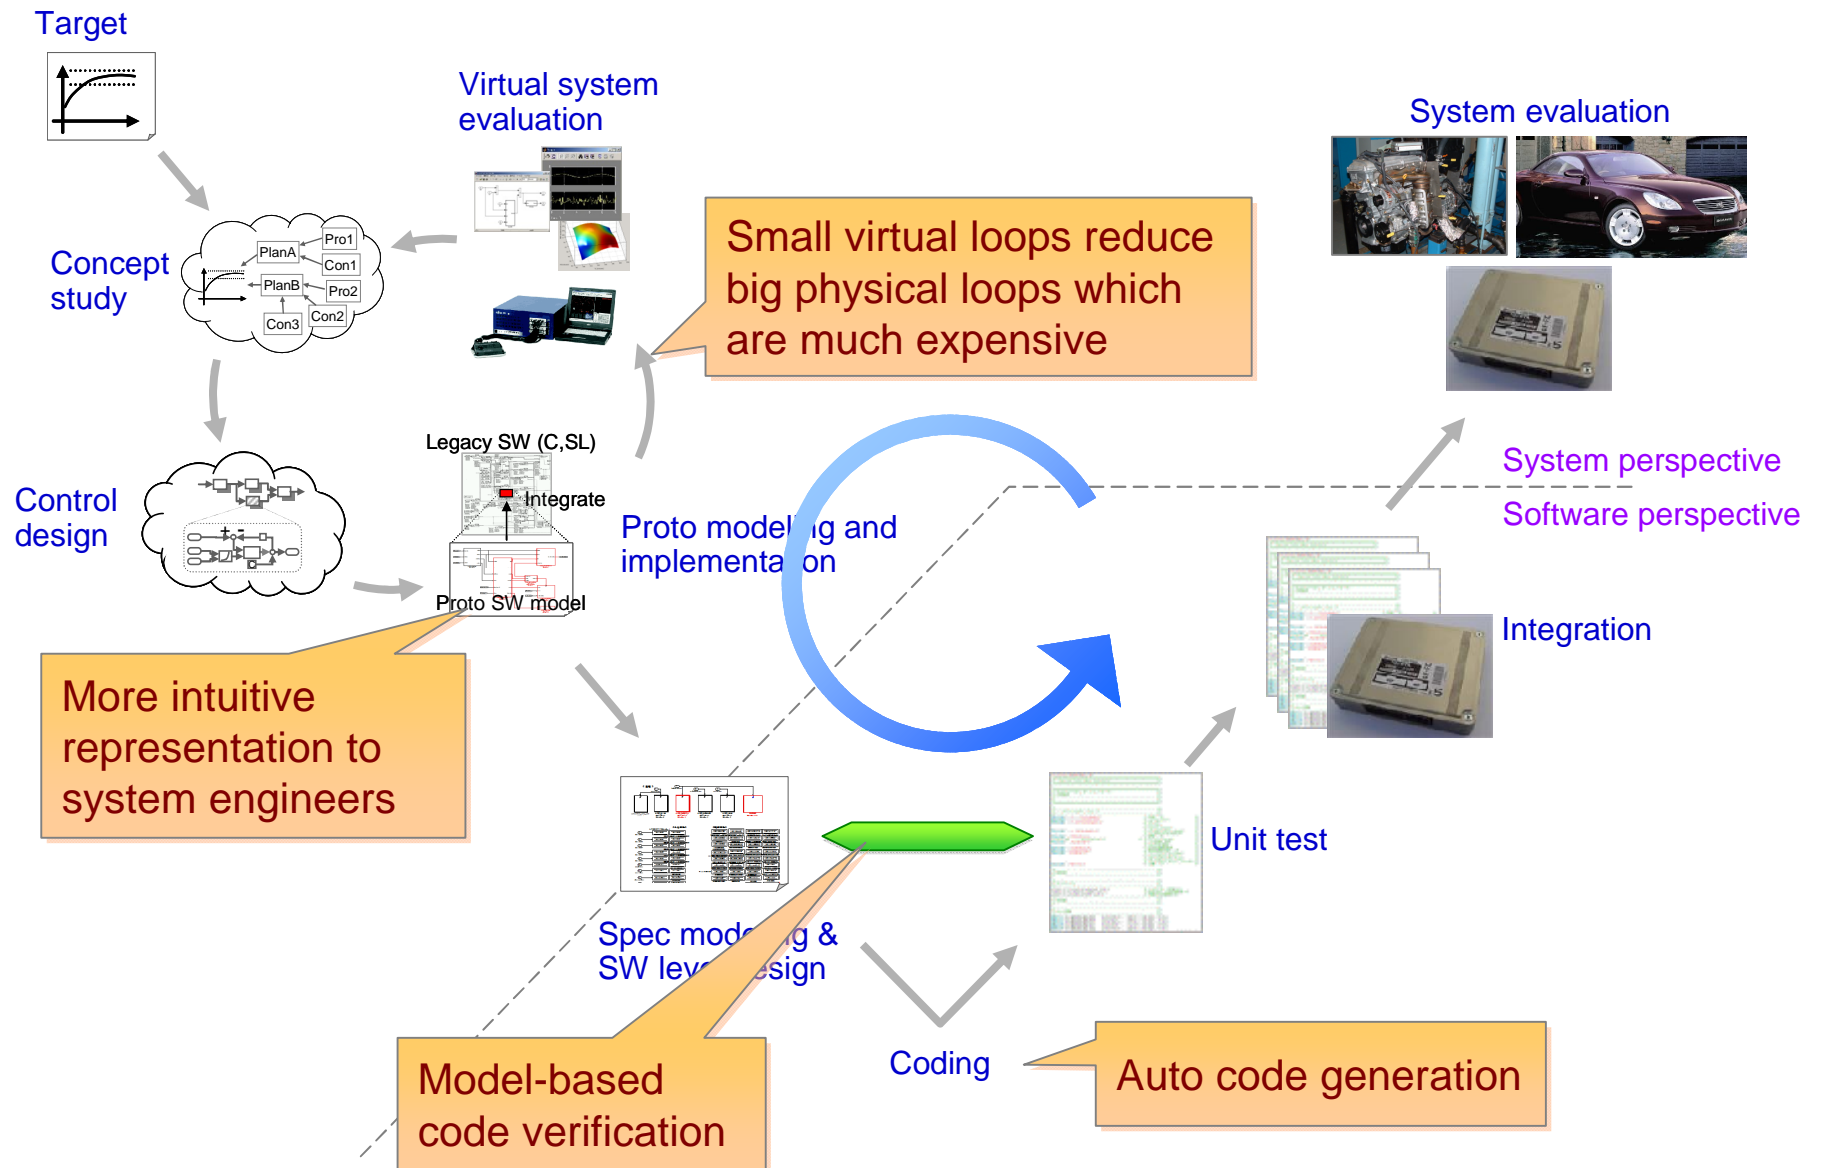 Target
Virtual system
evaluation
System evaluation
Concept
study
PlanA
Pro1
Con1
PlanB
Pro2
Con2
Con3
Small virtual loops reduce
big physical loops which
are much expensive
Control
design
Legacy SW (C,SL)
Integrate
Proto SW model
Proto modeling and
implementation
System perspective
Software perspective
Integration
More intuitive
representation to
system engineers
Unit test
Spec modeling &
SW level design
Coding
Model-based
code verification
Auto code generation